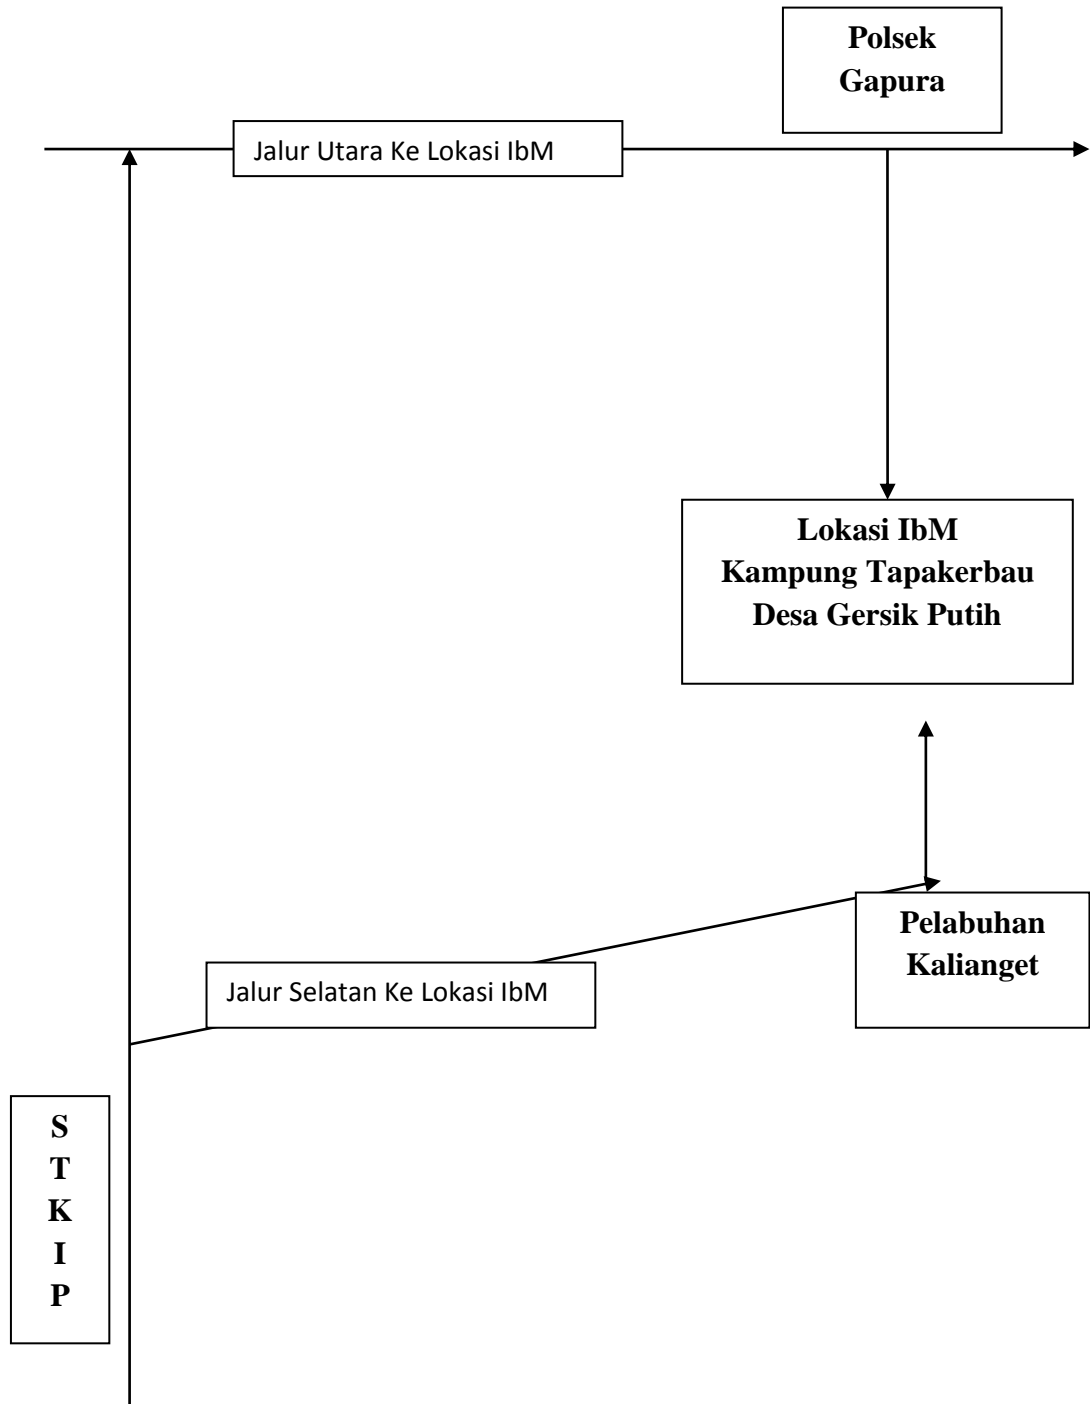 Polsek
Gapura
Jalur Utara Ke Lokasi IbM
Lokasi IbM
Kampung Tapakerbau
Desa Gersik Putih
Pelabuhan
Kalianget
Jalur Selatan Ke Lokasi IbM
S
T
K
I
P